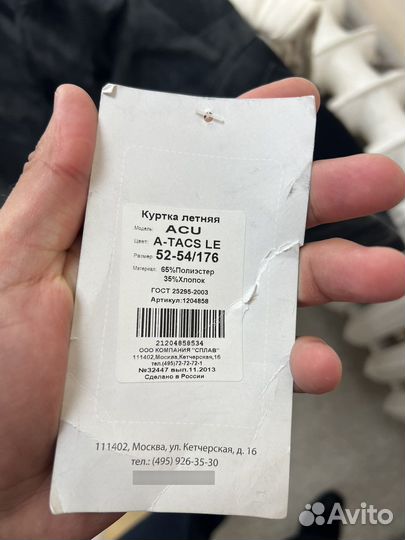 Куртка летняя
Модель: ACU
Цвет: A-TACS LE
Размер: 52-54/176
Материал: 65%Полиэстер
35%Хлопок
ГОСТ 25295-2003
Артикул:1204858
21204858534
ООО КОМПАНИЯ "СПЛАВ"
111402,Москва,Кетчерская,16
тел.(495)72-72-72-1
№32447 вып.11.2013
Сделано в России
111402, Москва, ул. Кетчерская, д. 16
тел.: (495) 926-35-30
Avito